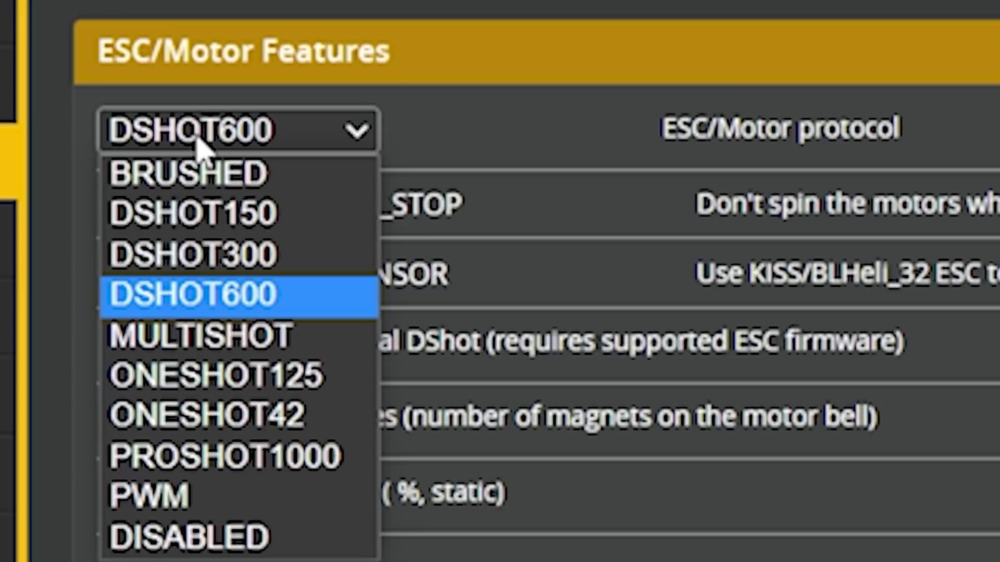 ESC/Motor Features
DSHOT600 ESC/Motor protocol
BRUSHED
_STOP Don't spin the motors wh
DSHOT150
DSHOT300
NSOR Use KISS/BLHeli_32 ESC te
DSHOT600
MULTISHOT
al DShot (requires supported ESC firmware)
ONESHOT125
ONESHOT42
es (number of magnets on the motor bell)
PROSHOT1000
PWM
( %, static)
DISABLED